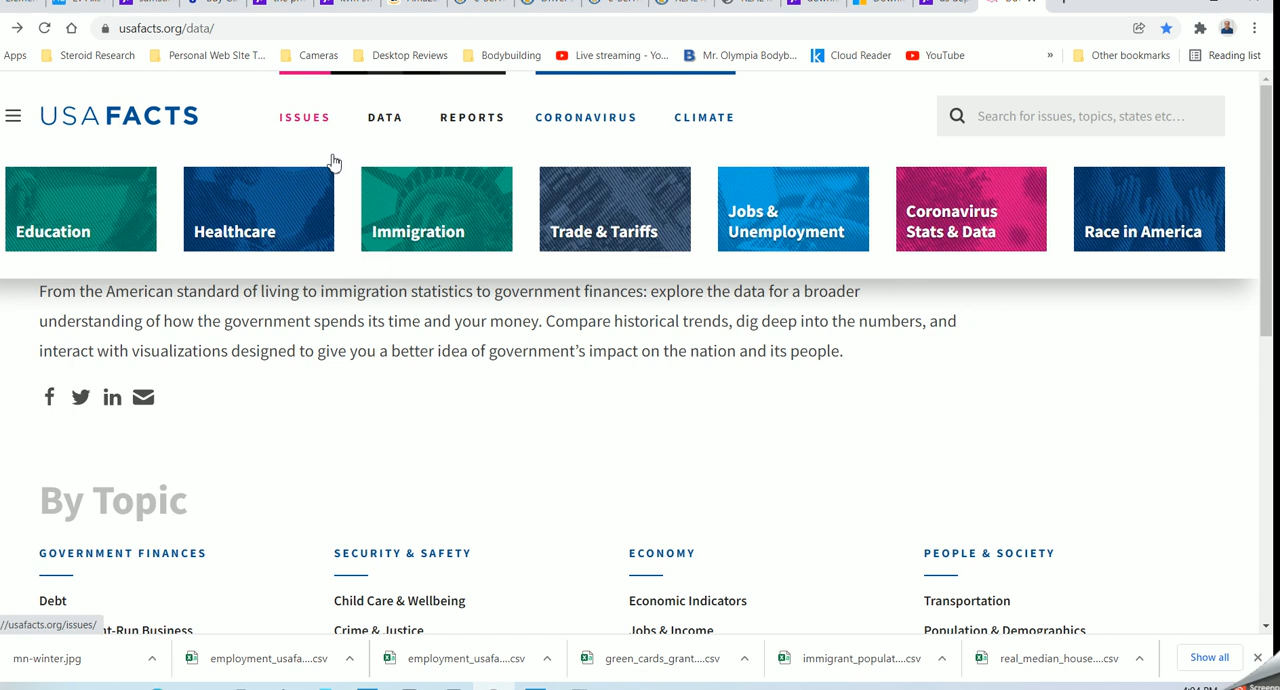 usafacts.org/data/
Apps Steroid Research Personal Web SIte T... Cameras Desktop Reviews Bodybuilding Live streaming - Yo... Mr. Olympia Bodyb... Cloud Reader YouTube » Other bookmarks Reading list
USAFACTS ISSUES DATA REPORTS CORONAVIRUS CLIMATE Search for issues, topics, states etc...
Education
Healthcare
Immigration
Trade & Tariffs
Jobs &
Unemployment
Coronavirus
Stats & Data
Race in America
From the American standard of living to immigration statistics to government finances: explore the data for a broader
understanding of how the government spends its time and your money. Compare historical trends, dig deep into the numbers, and
interact with visualizations designed to give you a better idea of government's impact on the nation and its people.
By Topic
GOVERNMENT FINANCES SECURITY & SAFETY ECONOMY PEOPLE & SOCIETY
Debt Child Care & Wellbeing Economic Indicators Transportation
//usafacts.org/issues/
nt-Run Business Crime & Justice Jobs & Income Population & Demographics
mn-winter.jpg employment_usafa....csv employment_usafa....csv green_cards_grant....csv immigrant_populat....csv real_median_house....csv Show all